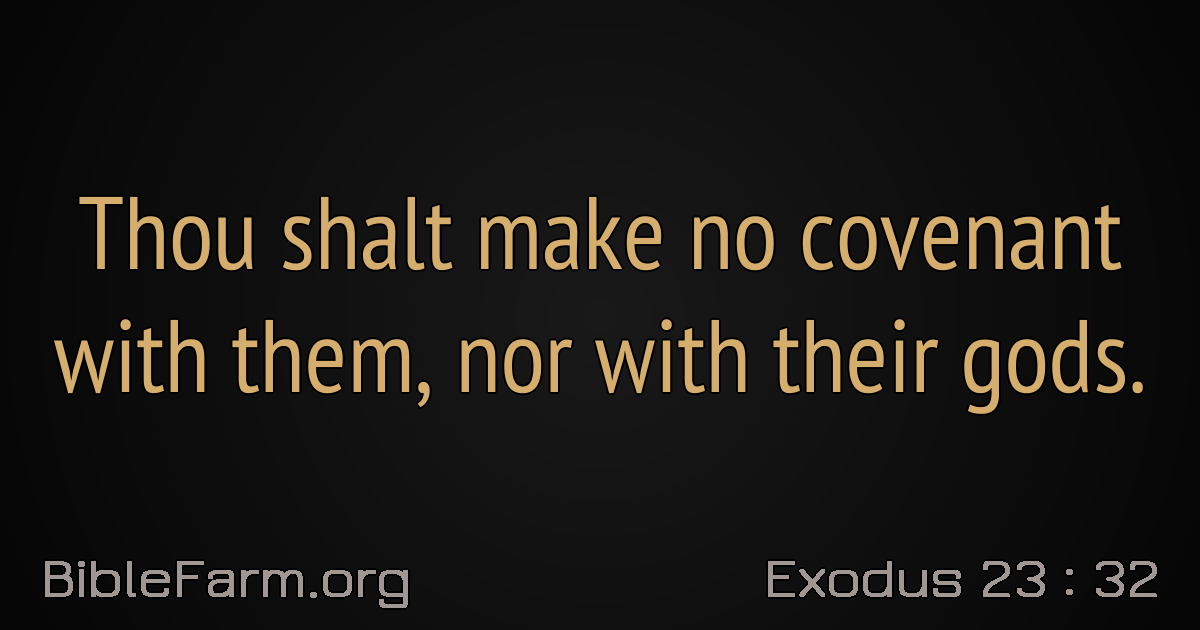 Thou shalt make no covenant
with them, nor with their gods.
BibleFarm.org
Exodus 23 : 32